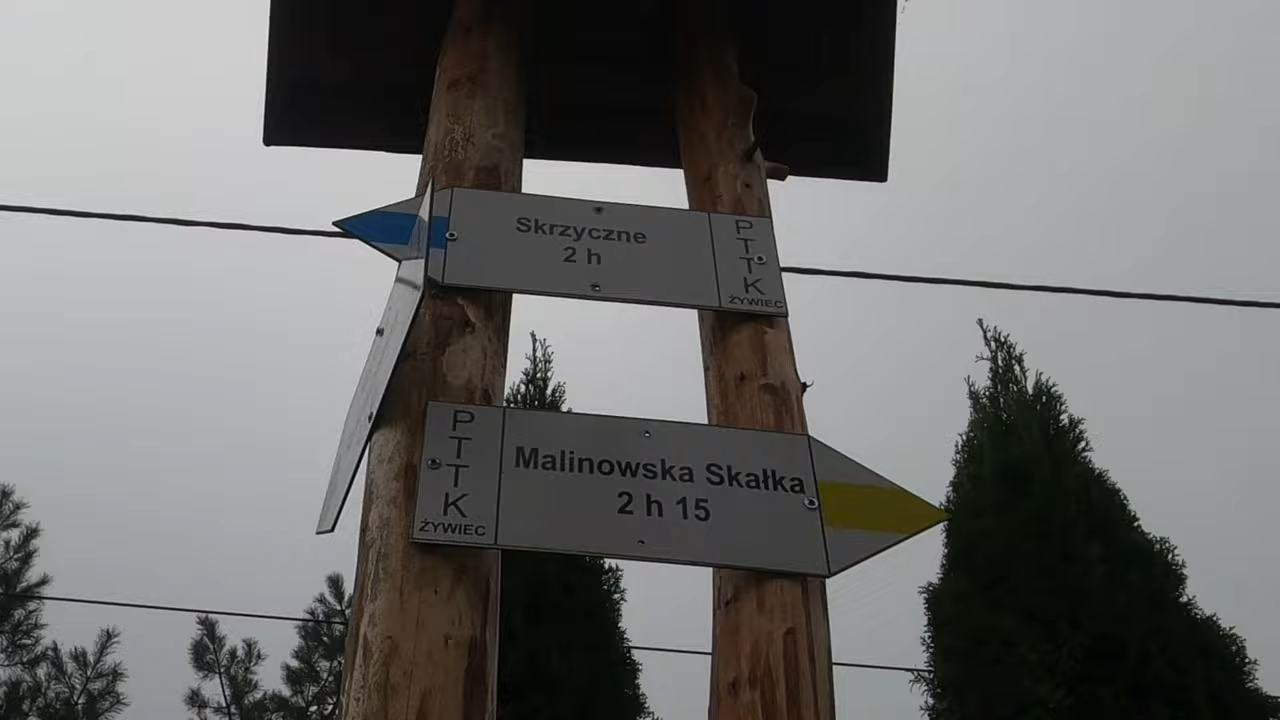 Skrzyczne
2 h
PTTK
ŻYWIEC
PTTK
ŻYWIEC
Malinowska Skałka
2 h 15